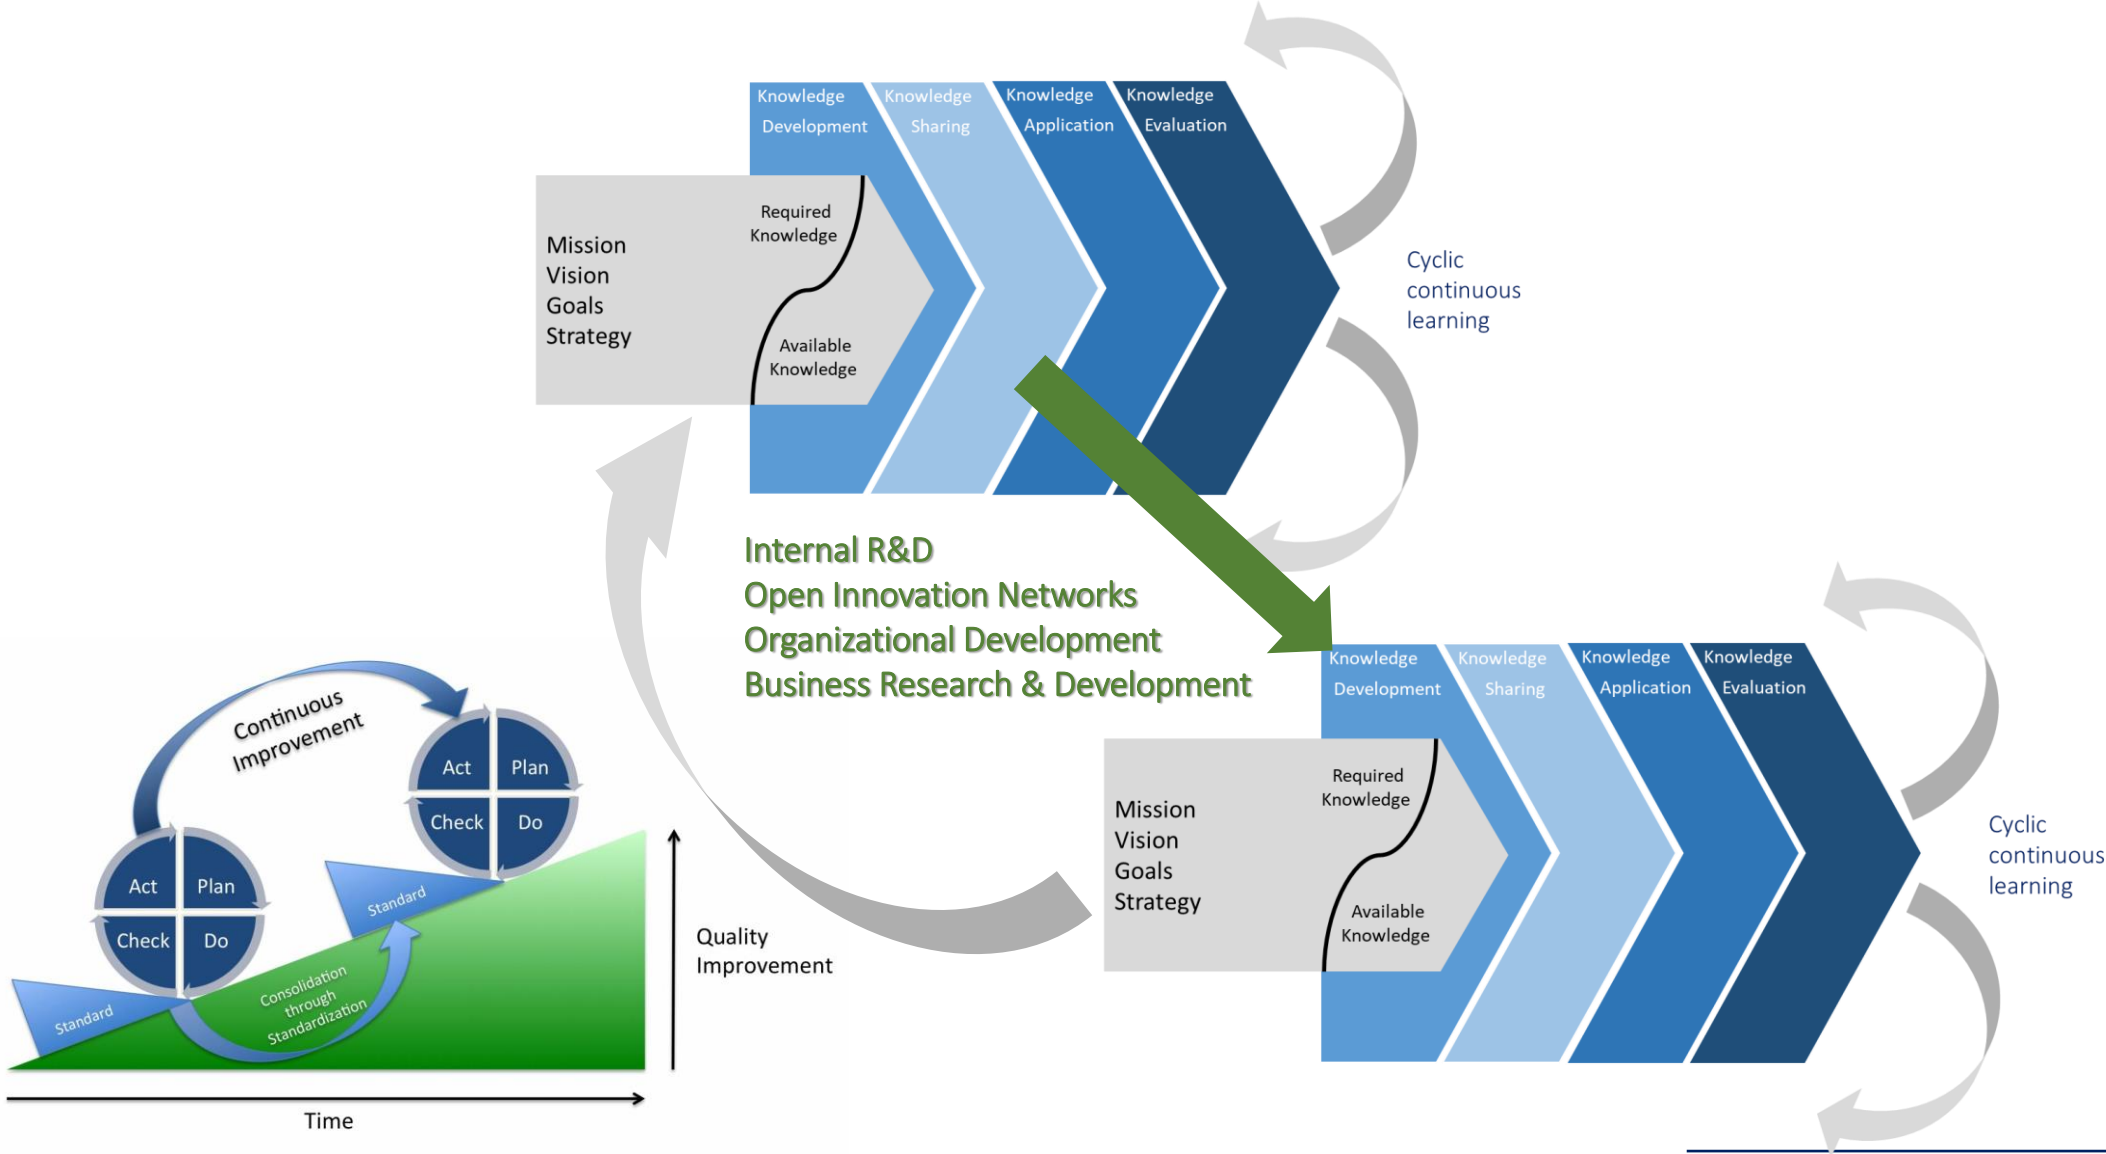 Knowledge
Development
Knowledge
Sharing
Knowledge
Application
Knowledge
Evaluation
Required
Knowledge
Mission
Vision
Goals
Strategy
Available
Knowledge
Cyclic
continuous
learning
Internal R&D
Open Innovation Networks
Organizational Development
Business Research & Development
Knowledge
Development
Knowledge
Sharing
Knowledge
Application
Knowledge
Evaluation
Required
Knowledge
Mission
Vision
Goals
Strategy
Available
Knowledge
Cyclic
continuous
learning
Continuous
Improvement
Act
Plan
Check
Do
Act
Plan
Check
Do
Standard
Standard
Consolidation
through
Standardization
Quality
Improvement
Time